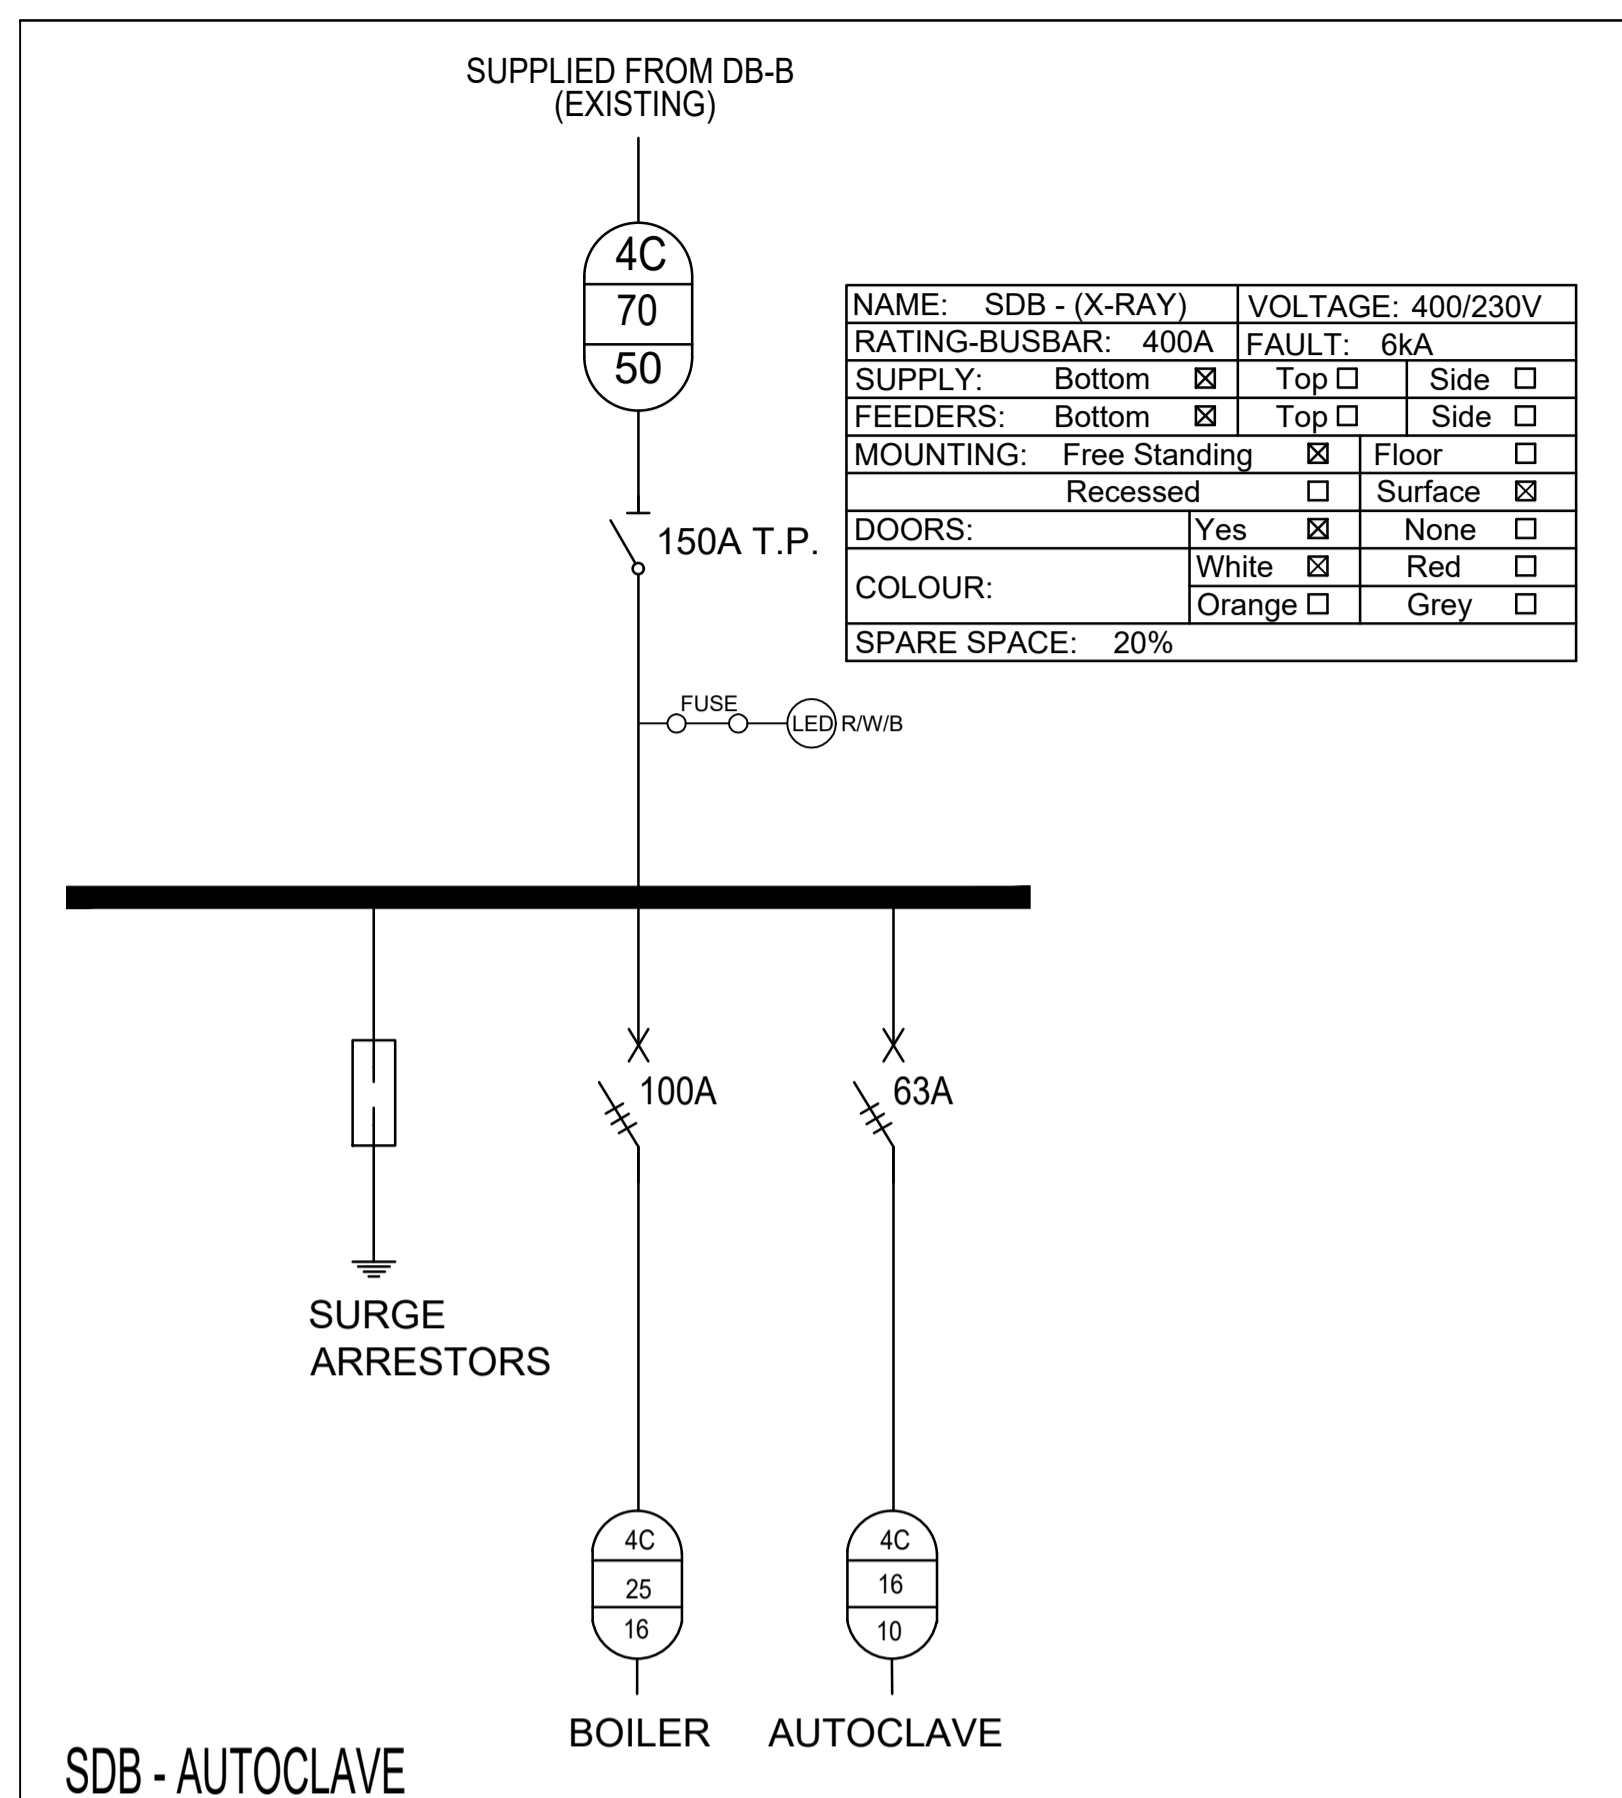 SUPPLIED FROM DB-B
(EXISTING)
4C
70
50
150A T.P.
NAME: SDB - (X-RAY) VOLTAGE: 400/230V
RATING-BUSBAR: 400A FAULT: 6kA
SUPPLY: Bottom ☒ Top ☐ Side ☐
FEEDERS: Bottom ☒ Top ☐ Side ☐
MOUNTING: Free Standing ☒ Floor ☐
Recessed ☐ Surface ☒
DOORS: Yes ☒ None ☐
COLOUR: White ☒ Red ☐
Orange ☐ Grey ☐
SPARE SPACE: 20%
FUSE
LED R/W/B
100A
63A
SURGE
ARRESTORS
4C
25
16
4C
16
10
BOILER
AUTOCLAVE
SDB - AUTOCLAVE